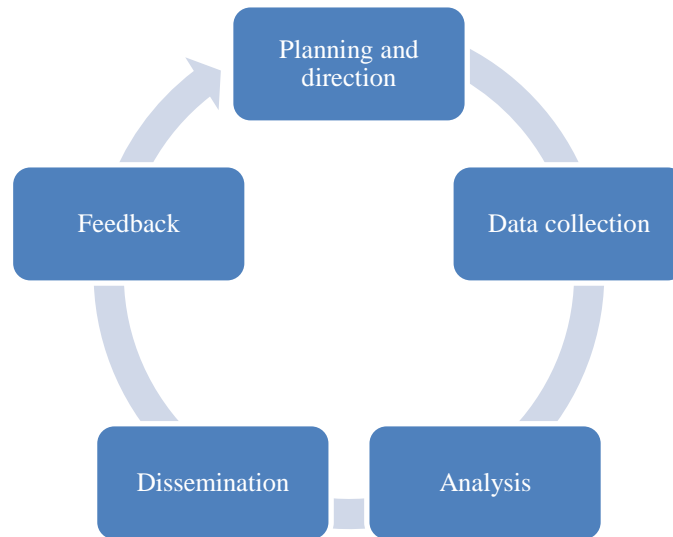 Planning and
direction
Data collection
Analysis
Dissemination
Feedback